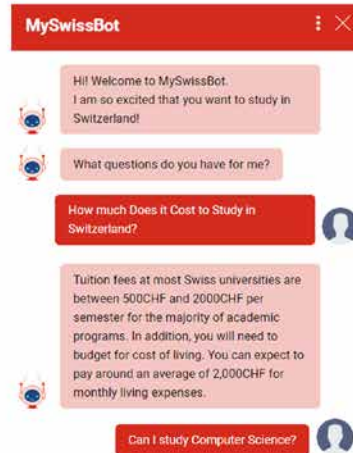 MySwissBot
Hi! Welcome to MySwissBot.
I am so excited that you want to study in
Switzerland!
What questions do you have for me?
How much Does it Cost to Study in
Switzerland?
Tuition fees at most Swiss universities are
between 500CHF and 2000CHF per
semester for the majority of academic
programs. In addition, you will need to
budget for cost of living. You can expect to
pay around an average of 2,000CHF for
monthly living expenses.
Can I study Computer Science?